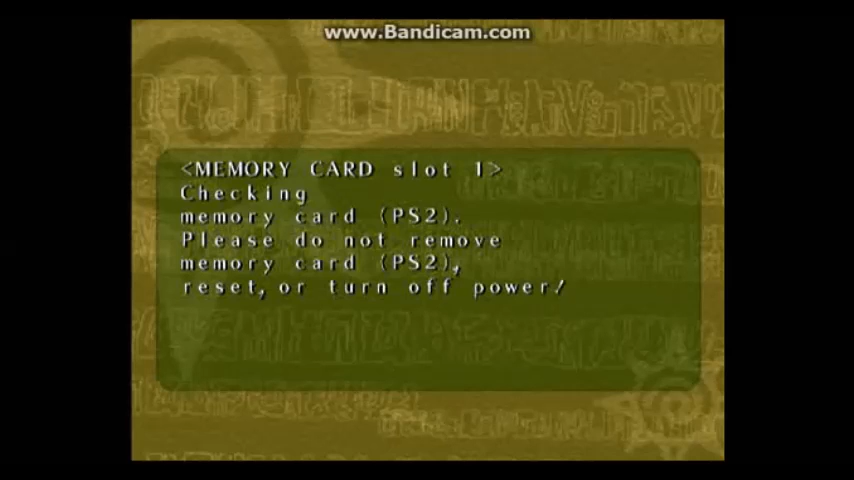 www.Bandicam.com
<MEMORY CARD slot 1>
Checking
memory card (PS2).
Please do not remove
memory card (PS2),
reset, or turn off power!